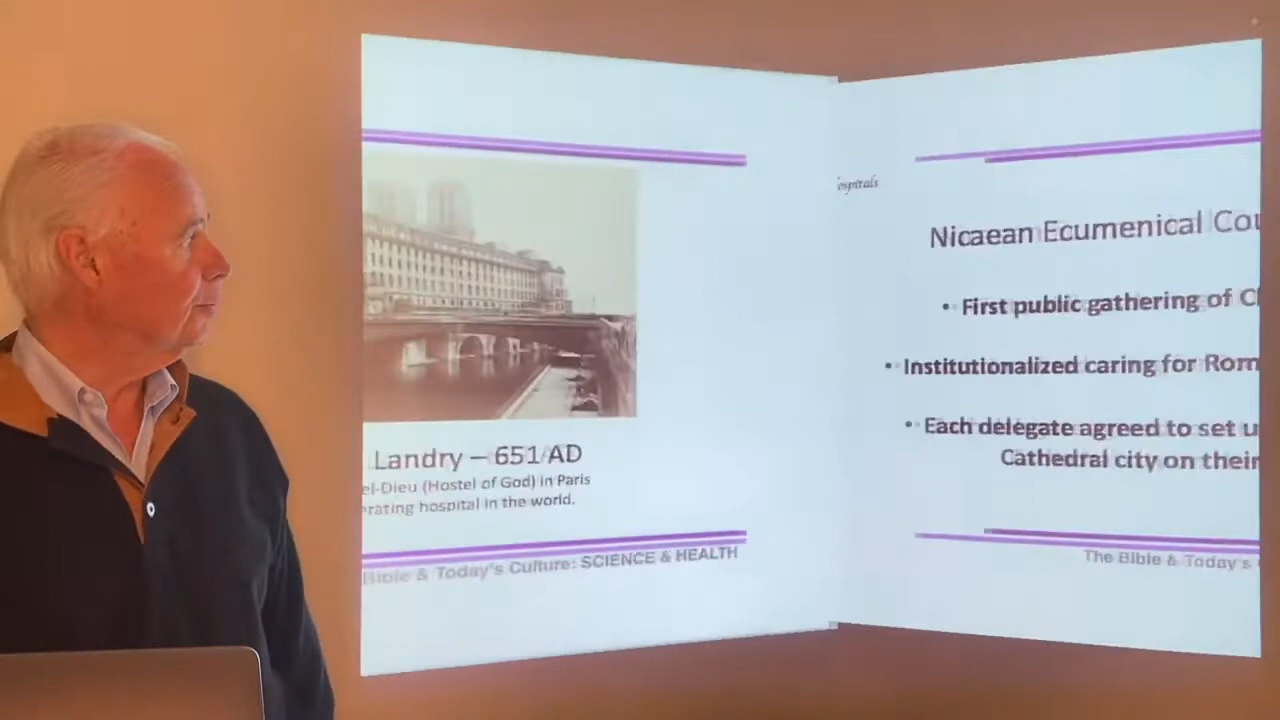 Landry – 651 AD
el-Dieu (Hostel of God) in Paris
rating hospital in the world.
Bible & Today's Culture: SCIENCE & HEALTH
ospitals
Nicaean Ecumenical Cou
• First public gathering of C
• Institutionalized caring for Rom
• Each delegate agreed to set u
Cathedral city on their
The Bible & Today's